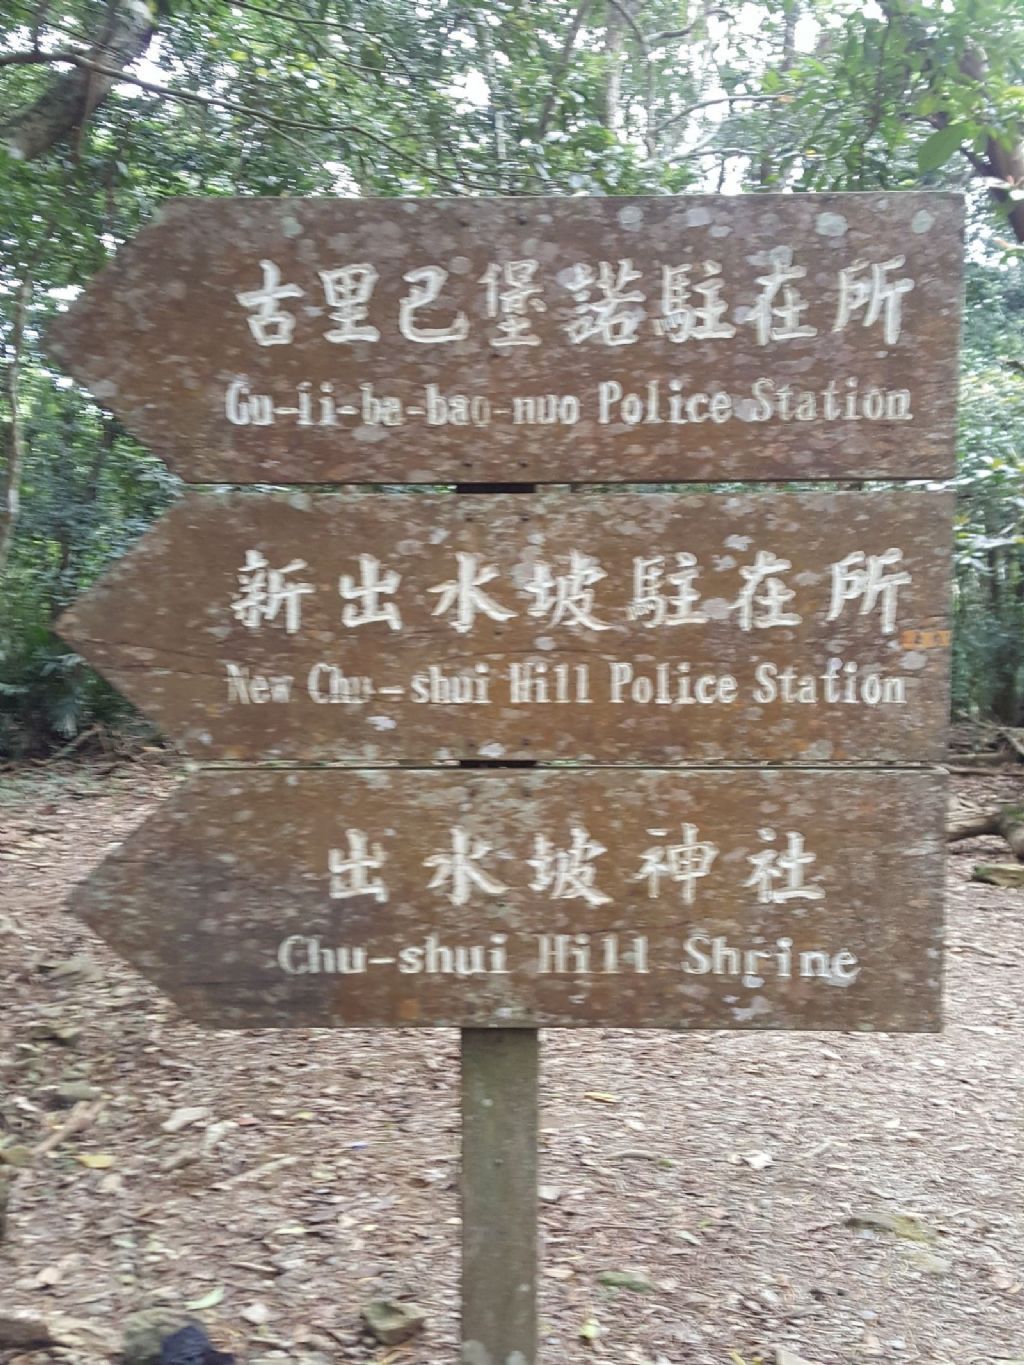 古里已堡諾駐在所
Gu-li-ba-bao-nuo Police Station
新出水坡駐在所
New Chu-shui Hill Police Station
出水坡神社
Chu-shui Hill Shrine